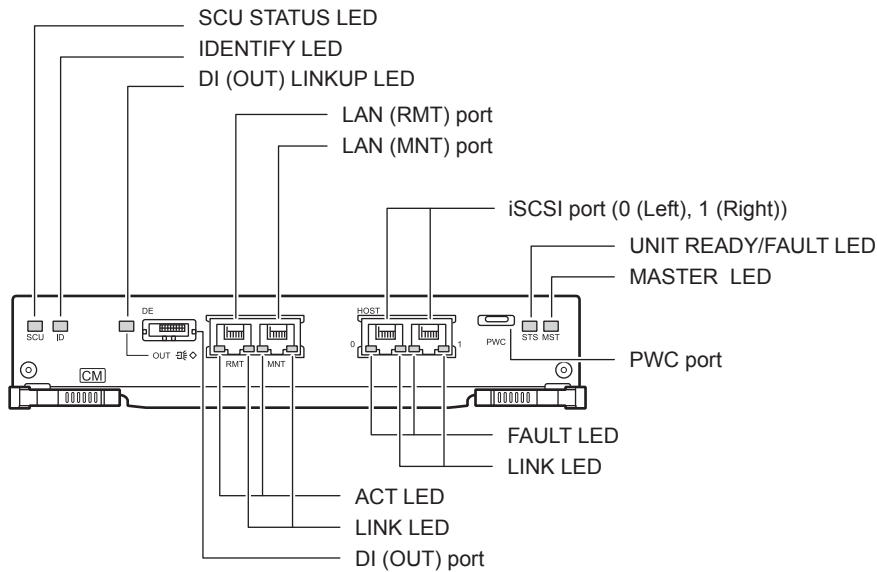 SCU STATUS LED
IDENTIFY LED
DI (OUT) LINKUP LED
LAN (RMT) port
LAN (MNT) port
iSCSI port (0 (Left), 1 (Right))
UNIT READY/FAULT LED
MASTER LED
SCU
ID
DE
OUT
RMT
MNT
HOST
0
1
PWC
STS
MST
CM
PWC port
FAULT LED
LINK LED
ACT LED
LINK LED
DI (OUT) port